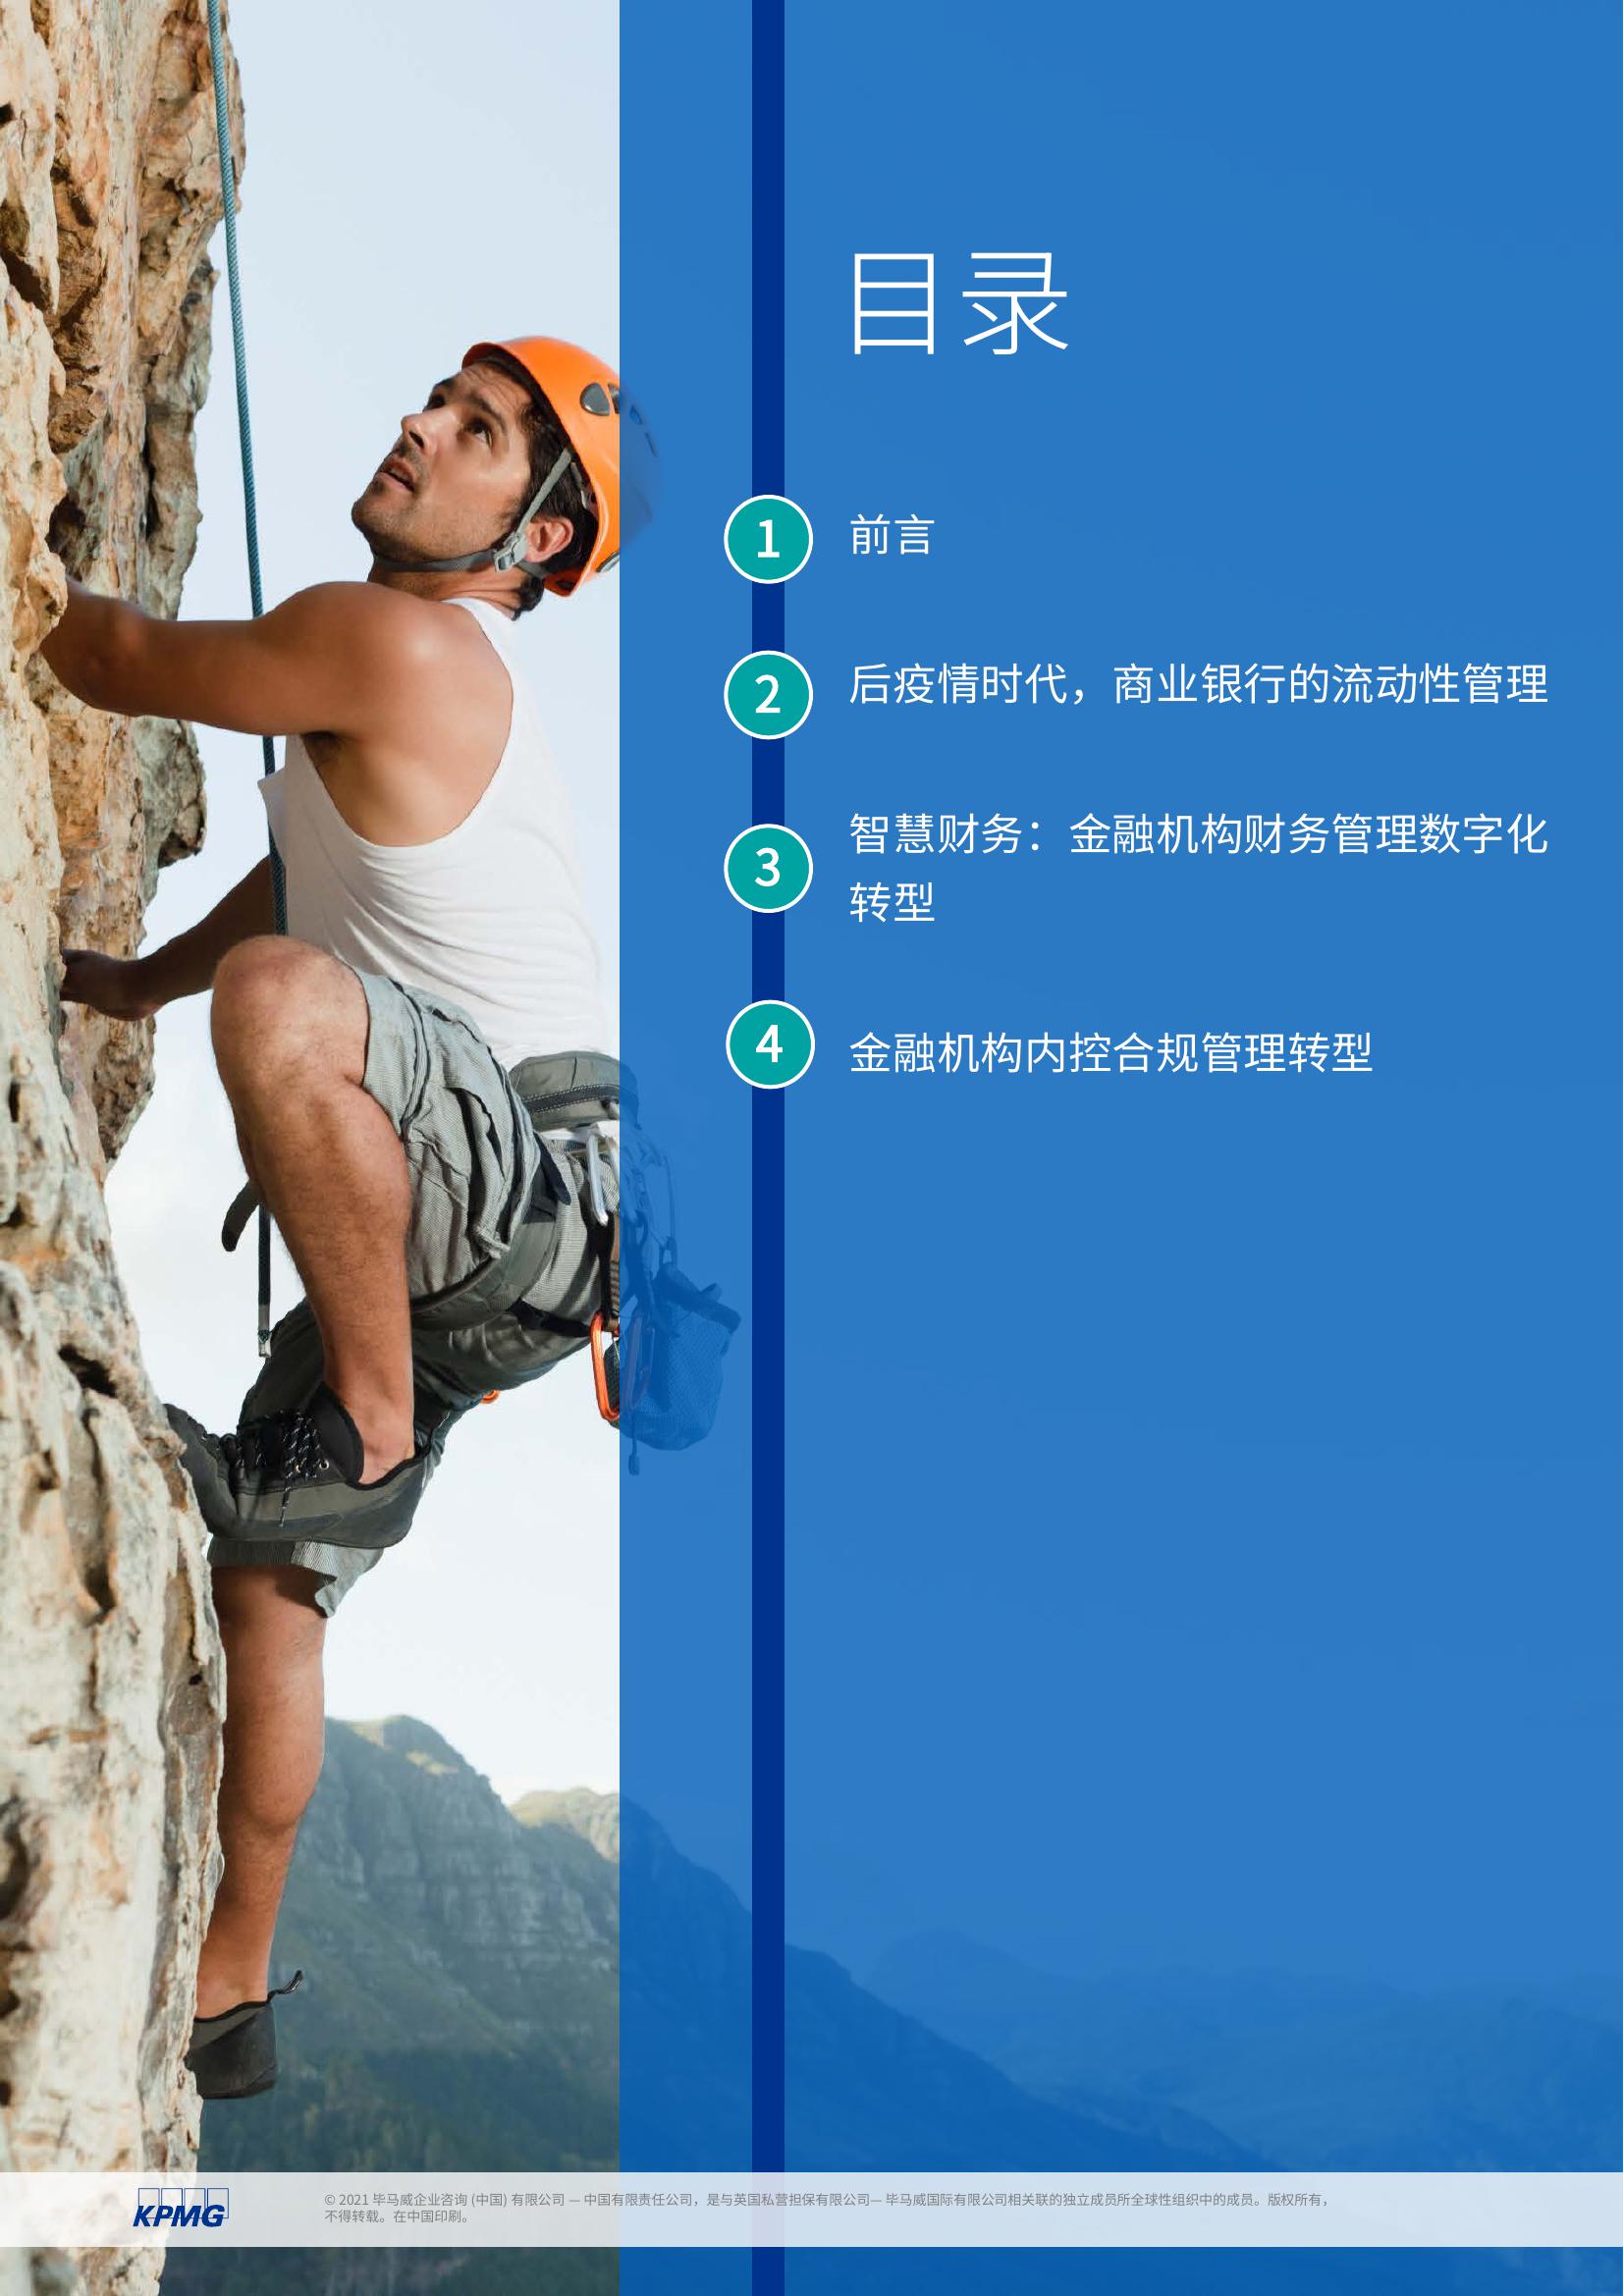 目录
1 前言
2 后疫情时代，商业银行的流动性管理
3 智慧财务：金融机构财务管理数字化
转型
4 金融机构内控合规管理转型
KPMG
© 2021 毕马威企业咨询 (中国) 有限公司 — 中国有限责任公司，是与英国私营担保有限公司— 毕马威国际有限公司相关联的独立成员所全球性组织中的成员。版权所有，
不得转载。在中国印刷。